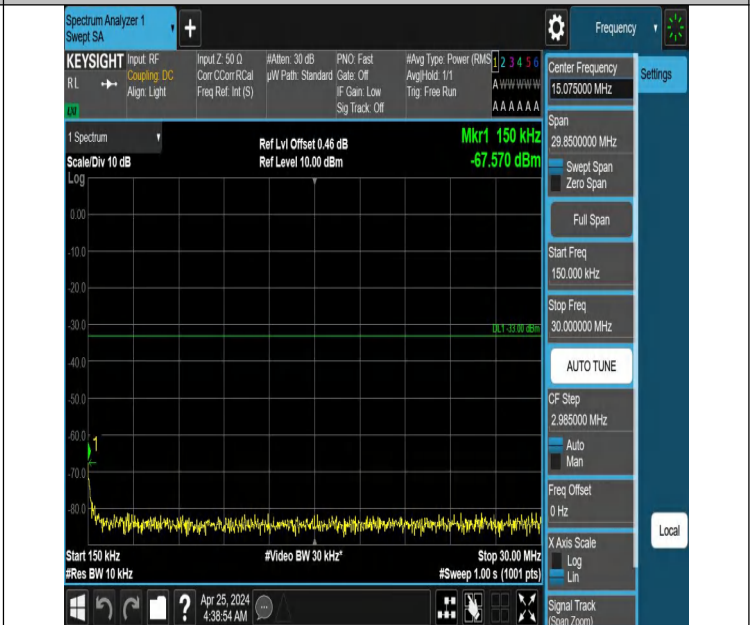 Spectrum Analyzer 1
Swept SA
+
Frequency
KEYSIGHT
RL
Input: RF
Coupling: DC
Align: Light
Input Z: 50 Ω
Corr CCorr RCal
Freq Ref: Int (S)
#Atten: 30 dB
µW Path: Standard
PNO: Fast
Gate: Off
IF Gain: Low
Sig Track: Off
#Avg Type: Power (RMS
Avg|Hold: 1/1
Trig: Free Run
1 2 3 4 5 6
A W W W W W
A A A A A A
1 Spectrum
Scale/Div 10 dB
Log
Ref Lvl Offset 0.46 dB
Ref Level 10.00 dBm
Mkr1 150 kHz
-67.570 dBm
0.00
-10.0
-20.0
-30.0
DL1 -33.00 dBm
-40.0
-50.0
-60.0
1
-70.0
-80.0
Start 150 kHz
#Res BW 10 kHz
#Video BW 30 kHz*
Stop 30.00 MHz
#Sweep 1.00 s (1001 pts)
Center Frequency
15.075000 MHz
Settings
Span
29.8500000 MHz
Swept Span
Zero Span
Full Span
Start Freq
150.000 kHz
Stop Freq
30.000000 MHz
AUTO TUNE
CF Step
2.985000 MHz
Auto
Man
Freq Offset
0 Hz
X Axis Scale
Log
Lin
Local
Signal Track
(Span Zoom)
?
Apr 25, 2024
4:38:54 AM